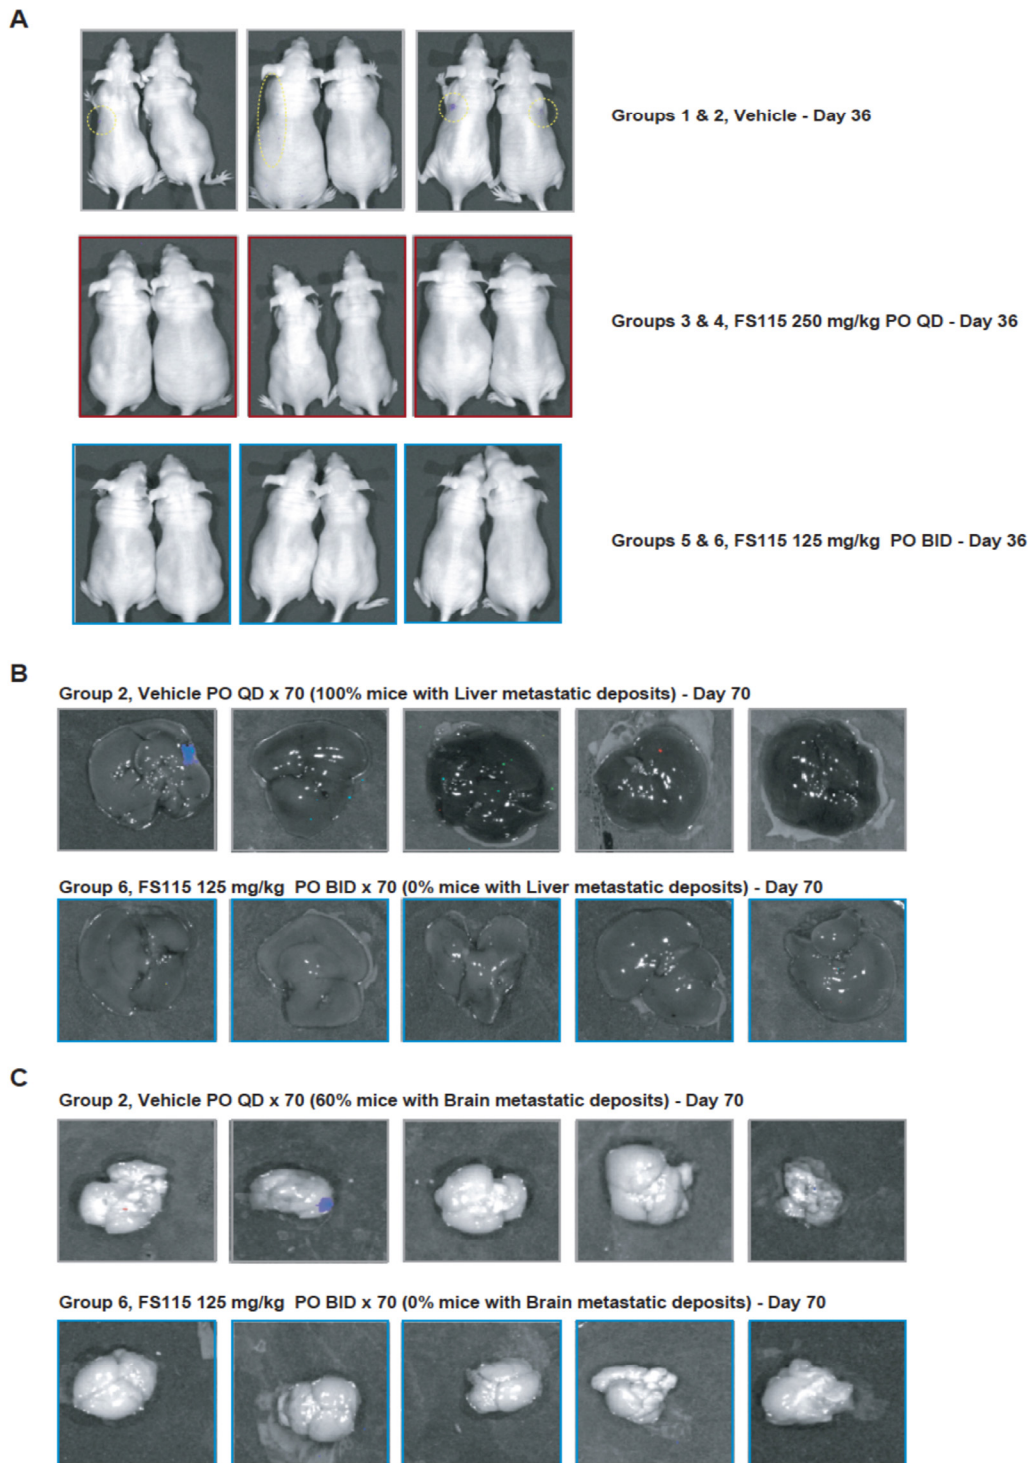 A
Groups 1 & 2, Vehicle - Day 36
Groups 3 & 4, FS115 250 mg/kg PO QD - Day 36
Groups 5 & 6, FS115 125 mg/kg PO BID - Day 36
B
Group 2, Vehicle PO QD x 70 (100% mice with Liver metastatic deposits) - Day 70
Group 6, FS115 125 mg/kg PO BID x 70 (0% mice with Liver metastatic deposits) - Day 70
C
Group 2, Vehicle PO QD x 70 (60% mice with Brain metastatic deposits) - Day 70
Group 6, FS115 125 mg/kg PO BID x 70 (0% mice with Brain metastatic deposits) - Day 70